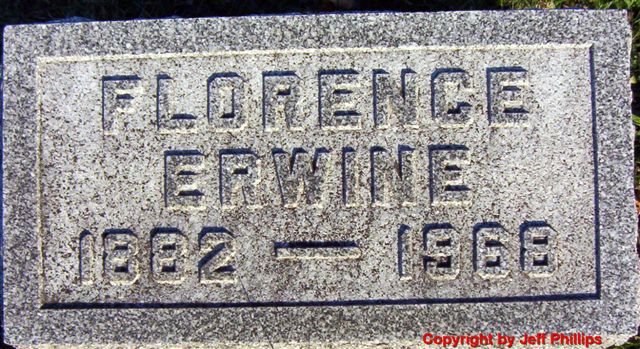 FLORENCE
ERWINE
1882 — 1968
Copyright by Jeff Phillips